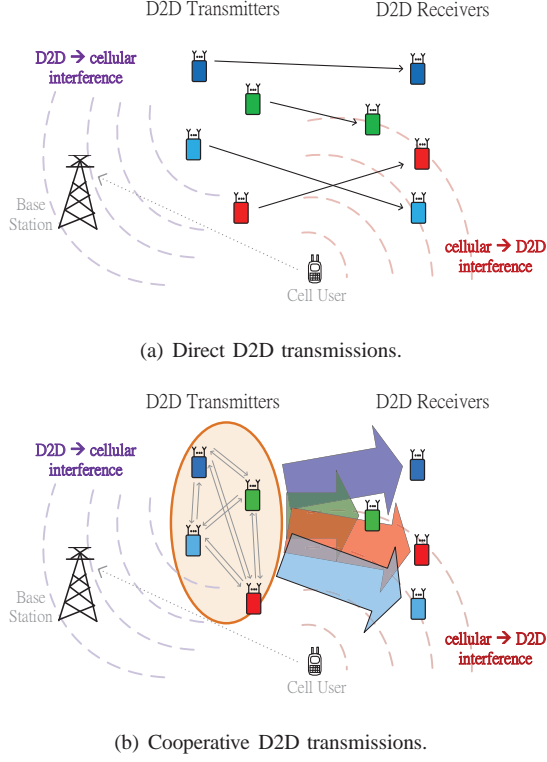 D2D Transmitters
D2D Receivers
D2D → cellular
interference
Base
Station
Cell User
cellular → D2D
interference
(a) Direct D2D transmissions.
D2D Transmitters
D2D Receivers
D2D → cellular
interference
Base
Station
Cell User
cellular → D2D
interference
(b) Cooperative D2D transmissions.